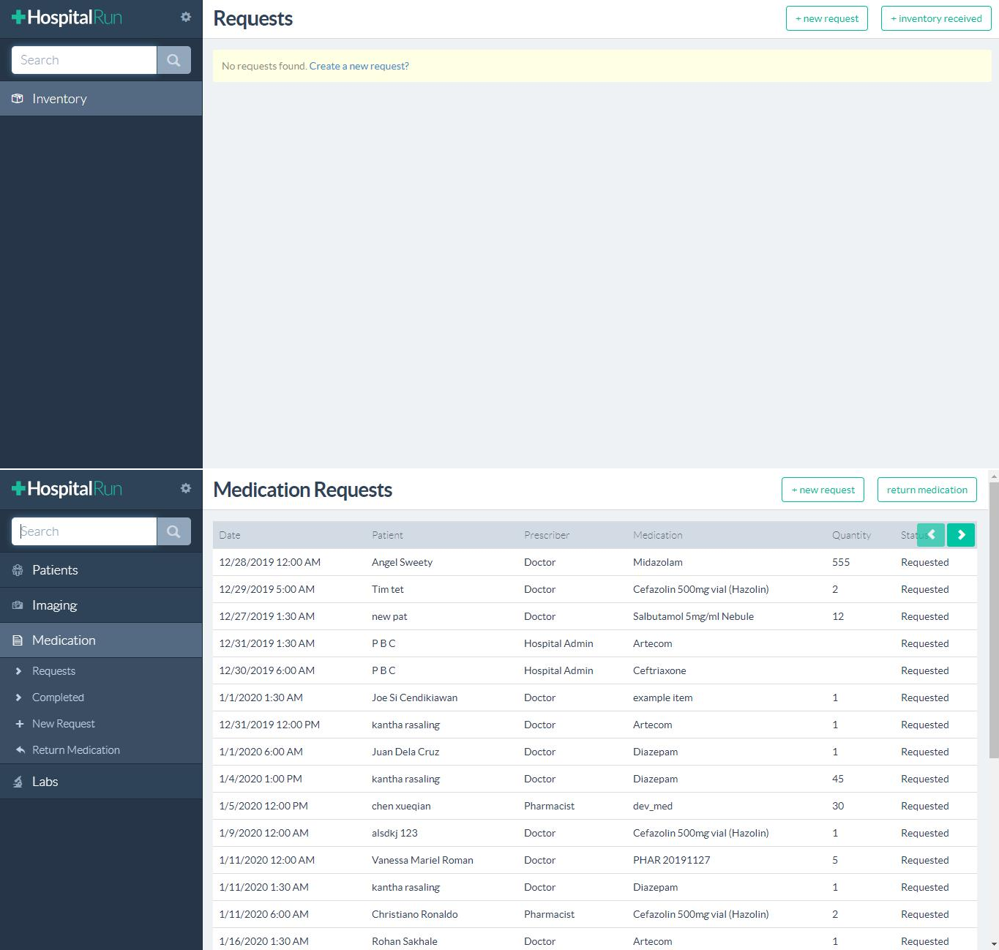 HospitalRun
Requests
+ new request
+ inventory received
Search
No requests found. Create a new request?
Inventory
HospitalRun
Medication Requests
+ new request
return medication
Search
Patients
Imaging
Medication
Requests
Completed
New Request
Return Medication
Labs
Date Patient Prescriber Medication Quantity Status
12/28/2019 12:00 AM Angel Sweety Doctor Midazolam 555 Requested
12/29/2019 5:00 AM Tim tet Doctor Cefazolin 500mg vial (Hazolin) 2 Requested
12/27/2019 1:30 AM new pat Doctor Salbutamol 5mg/ml Nebule 12 Requested
12/31/2019 1:30 AM P B C Hospital Admin Artecom Requested
12/30/2019 6:00 AM P B C Hospital Admin Ceftriaxone Requested
1/1/2020 1:30 AM Joe Si Cendikiawan Doctor example item 1 Requested
12/31/2019 12:00 PM kantha rasaling Doctor Artecom 1 Requested
1/1/2020 6:00 AM Juan Dela Cruz Doctor Diazepam 1 Requested
1/4/2020 1:00 PM kantha rasaling Doctor Diazepam 45 Requested
1/5/2020 12:00 PM chen xueqian Pharmacist dev_med 30 Requested
1/9/2020 12:00 AM alsdkj 123 Doctor Cefazolin 500mg vial (Hazolin) 1 Requested
1/11/2020 12:00 AM Vanessa Mariel Roman Doctor PHAR 20191127 5 Requested
1/11/2020 1:30 AM kantha rasaling Doctor Diazepam 1 Requested
1/11/2020 6:00 AM Christiano Ronaldo Pharmacist Cefazolin 500mg vial (Hazolin) 2 Requested
1/16/2020 1:30 AM Rohan Sakhale Doctor Artecom 1 Requested